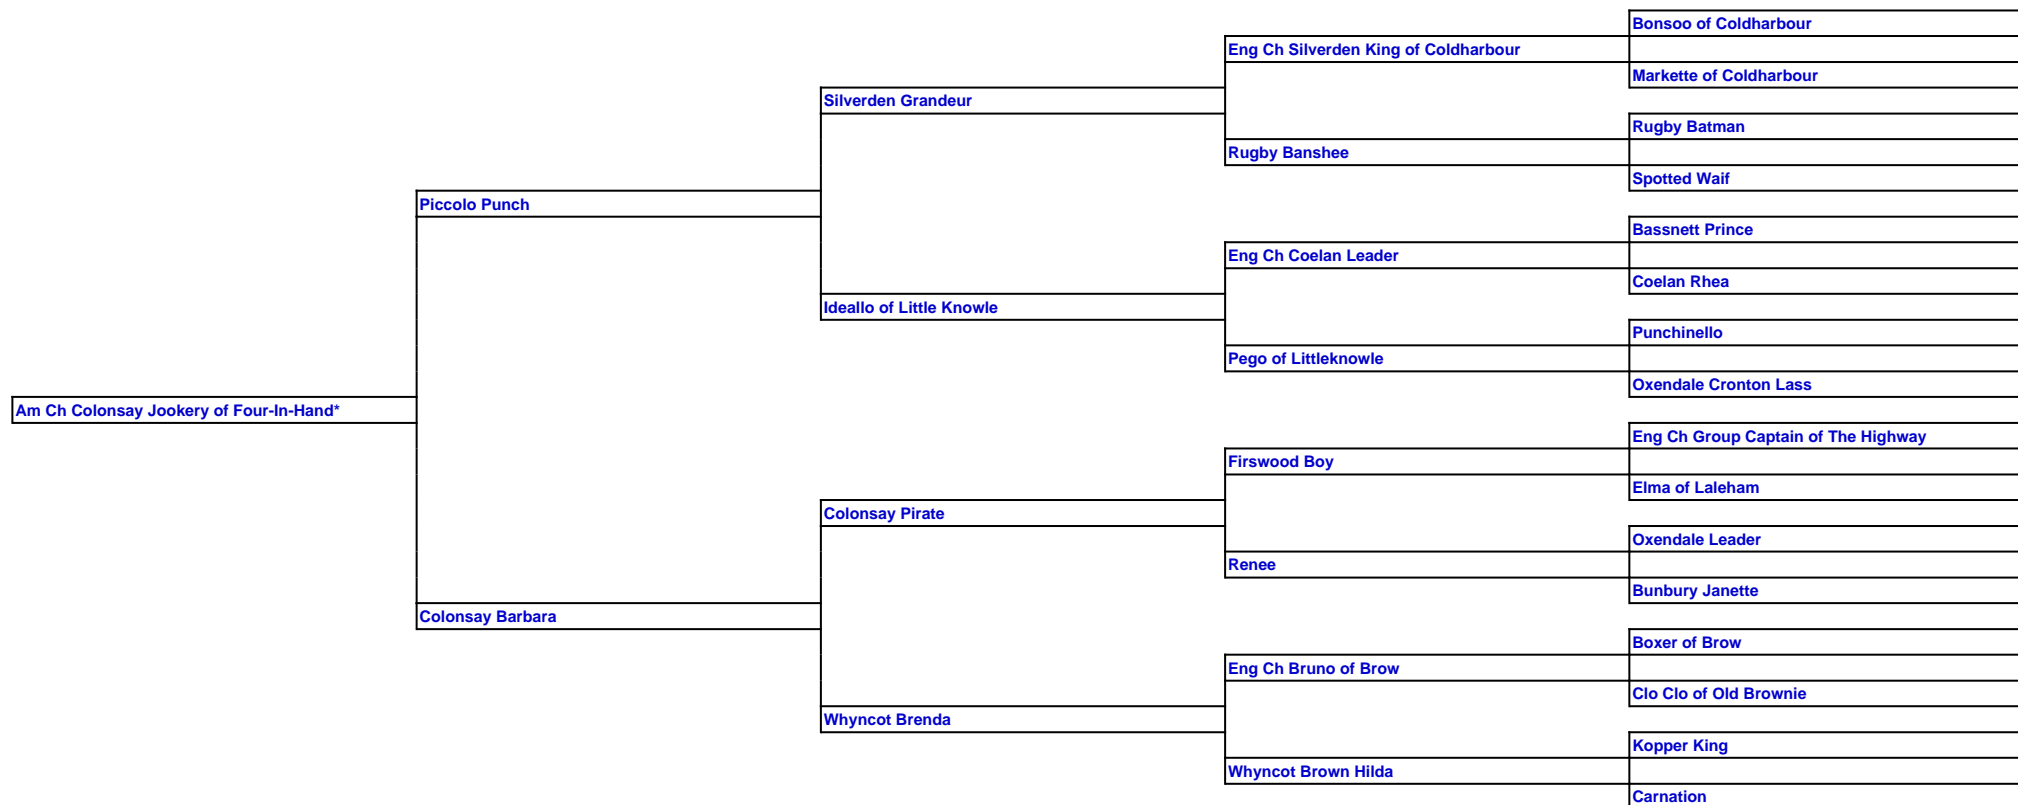 Bonsoo of Coldharbour
Eng Ch Silverden King of Coldharbour
Markette of Coldharbour
Silverden Grandeur
Rugby Batman
Rugby Banshee
Spotted Waif
Piccolo Punch
Bassnett Prince
Eng Ch Coelan Leader
Coelan Rhea
Ideallo of Little Knowle
Punchinello
Pego of Littleknowle
Oxendale Cronton Lass
Am Ch Colonsay Jookery of Four-In-Hand*
Eng Ch Group Captain of The Highway
Firswood Boy
Elma of Laleham
Colonsay Pirate
Oxendale Leader
Renee
Bunbury Janette
Colonsay Barbara
Boxer of Brow
Eng Ch Bruno of Brow
Clo Clo of Old Brownie
Whyncot Brenda
Kopper King
Whyncot Brown Hilda
Carnation